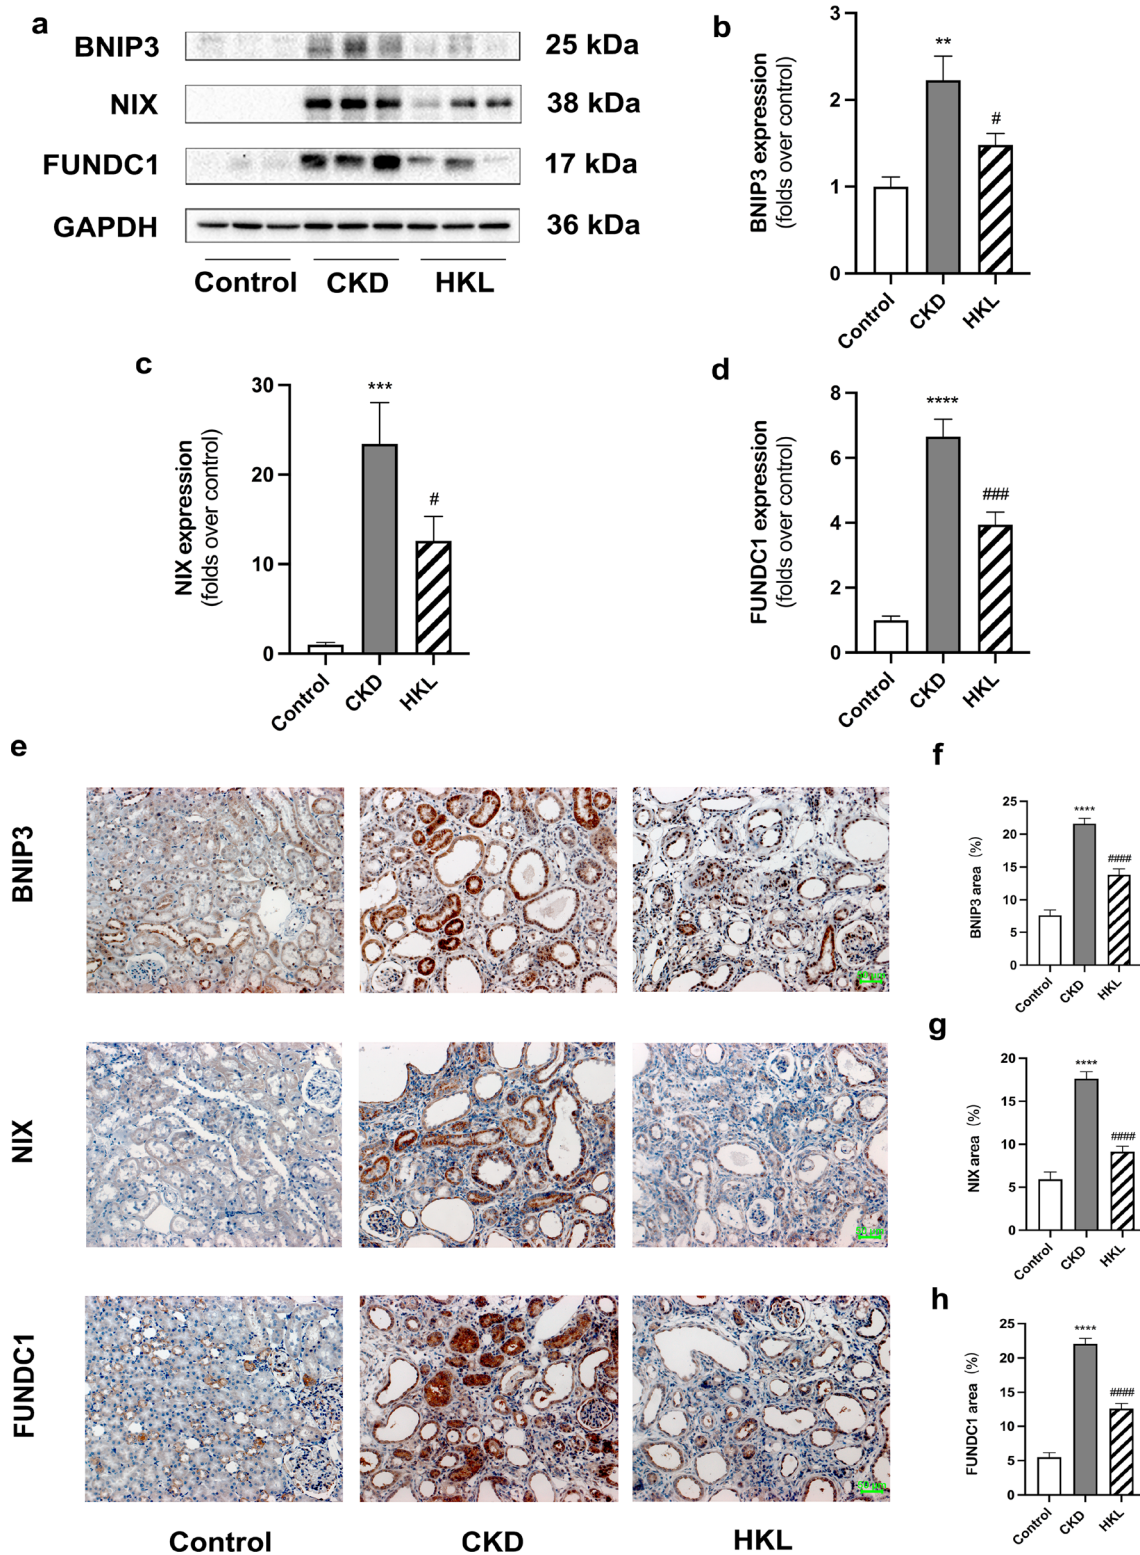 a
BNIP3
25 kDa
NIX
38 kDa
FUNDC1
17 kDa
GAPDH
36 kDa
Control CKD HKL
b
BNIP3 expression
(folds over control)
3
2
1
0
**
#
Control CKD HKL
c
NIX expression
(folds over control)
30
20
10
0
***
#
Control CKD HKL
d
FUNDC1 expression
(folds over control)
8
6
4
2
0
****
###
Control CKD HKL
e
BNIP3
NIX
FUNDC1
Control CKD HKL
f
BNIP3 area (%)
25
20
15
10
5
0
****
####
Control CKD HKL
g
NIX area (%)
20
15
10
5
0
****
####
Control CKD HKL
h
FUNDC1 area (%)
25
20
15
10
5
0
****
####
Control CKD HKL